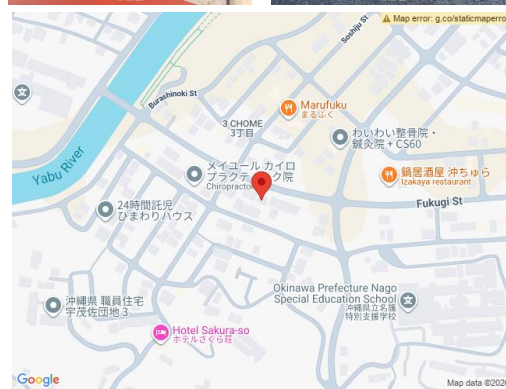 Map error: g.co/staticmaperro
Soshiju St
Burashinoki St
Marufuku
まるふく
3 CHOME
3丁目
わいわい整骨院・
鍼灸院+CS60
Yabu River
メイユール カイロ
プラクティック院
Chiropractor
鍋居酒屋 沖ちゅら
Izakaya restaurant
24時間託児
ひまわりハウス
Fukugi St
Okinawa Prefecture Nago
Special Education School
沖縄県立名護
特別支援学校
沖縄県 職員住宅
宇茂佐団地3
Hotel Sakura-so
ホテルさくら荘
Google
Map data ©2026